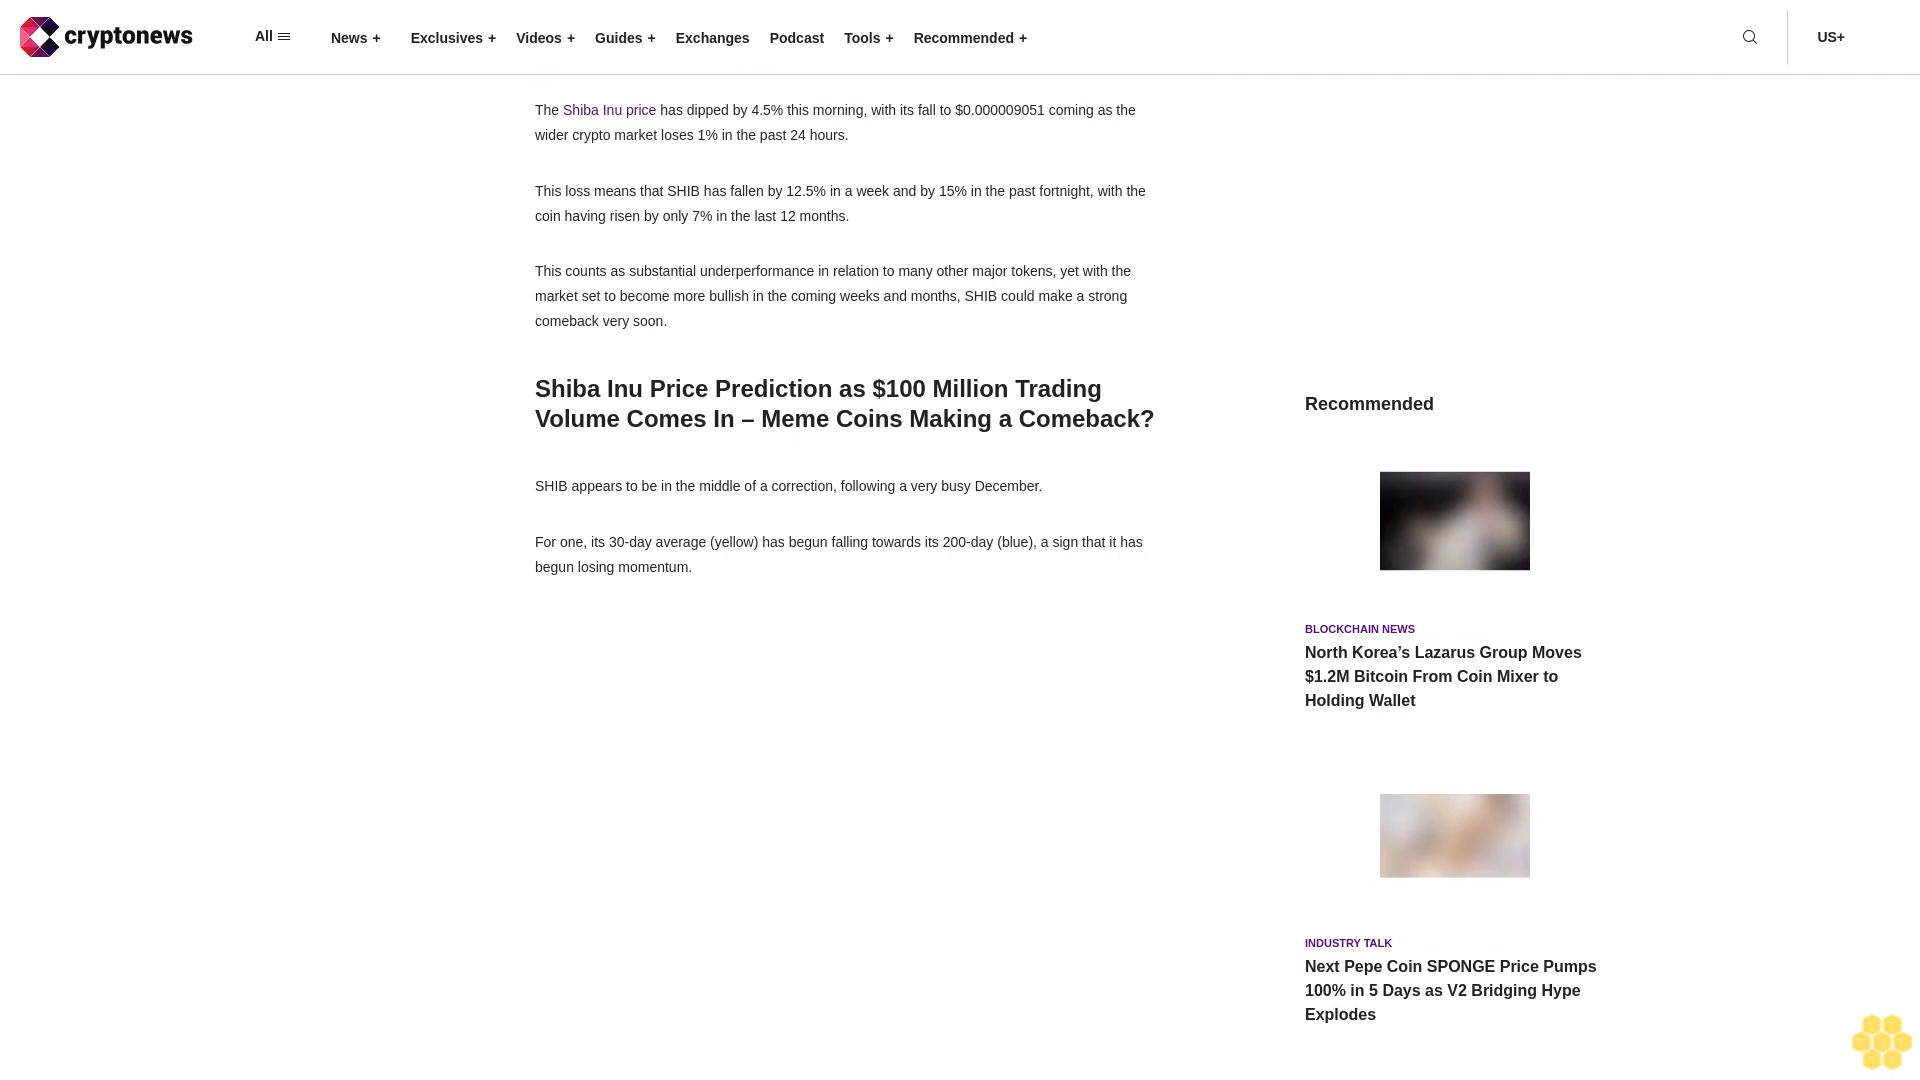 cryptonews
All
News +
Exclusives +
Videos +
Guides +
Exchanges
Podcast
Tools +
Recommended +
US+
The Shiba Inu price has dipped by 4.5% this morning, with its fall to $0.000009051 coming as the
wider crypto market loses 1% in the past 24 hours.
This loss means that SHIB has fallen by 12.5% in a week and by 15% in the past fortnight, with the
coin having risen by only 7% in the last 12 months.
This counts as substantial underperformance in relation to many other major tokens, yet with the
market set to become more bullish in the coming weeks and months, SHIB could make a strong
comeback very soon.
Shiba Inu Price Prediction as $100 Million Trading
Volume Comes In – Meme Coins Making a Comeback?
SHIB appears to be in the middle of a correction, following a very busy December.
For one, its 30-day average (yellow) has begun falling towards its 200-day (blue), a sign that it has
begun losing momentum.
Recommended
BLOCKCHAIN NEWS
North Korea’s Lazarus Group Moves
$1.2M Bitcoin From Coin Mixer to
Holding Wallet
INDUSTRY TALK
Next Pepe Coin SPONGE Price Pumps
100% in 5 Days as V2 Bridging Hype
Explodes